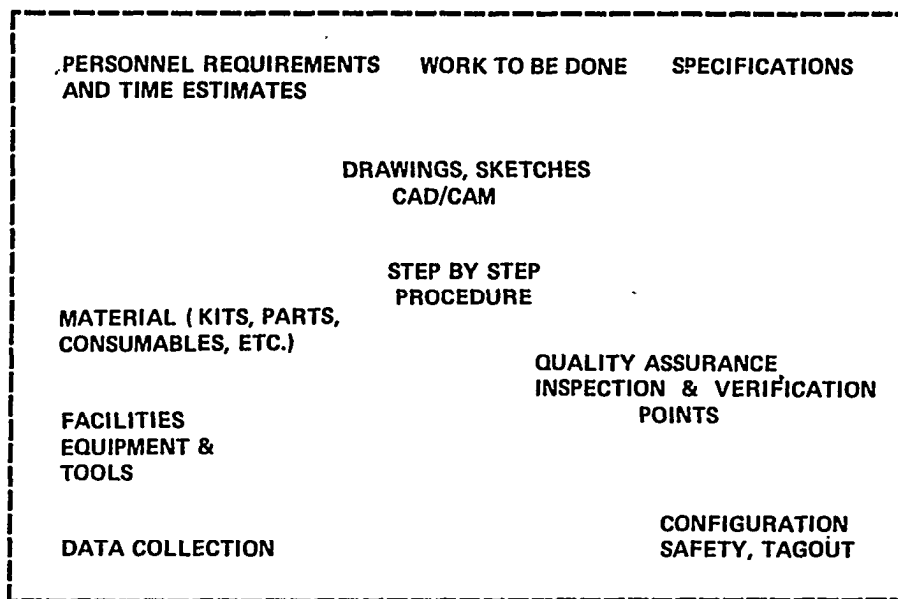 PERSONNEL REQUIREMENTS AND TIME ESTIMATES
WORK TO BE DONE
SPECIFICATIONS
DRAWINGS, SKETCHES
CAD/CAM
STEP BY STEP
PROCEDURE
MATERIAL ( KITS, PARTS,
CONSUMABLES, ETC.)
QUALITY ASSURANCE,
INSPECTION & VERIFICATION
POINTS
FACILITIES
EQUIPMENT &
TOOLS
DATA COLLECTION
CONFIGURATION
SAFETY, TAGOUT